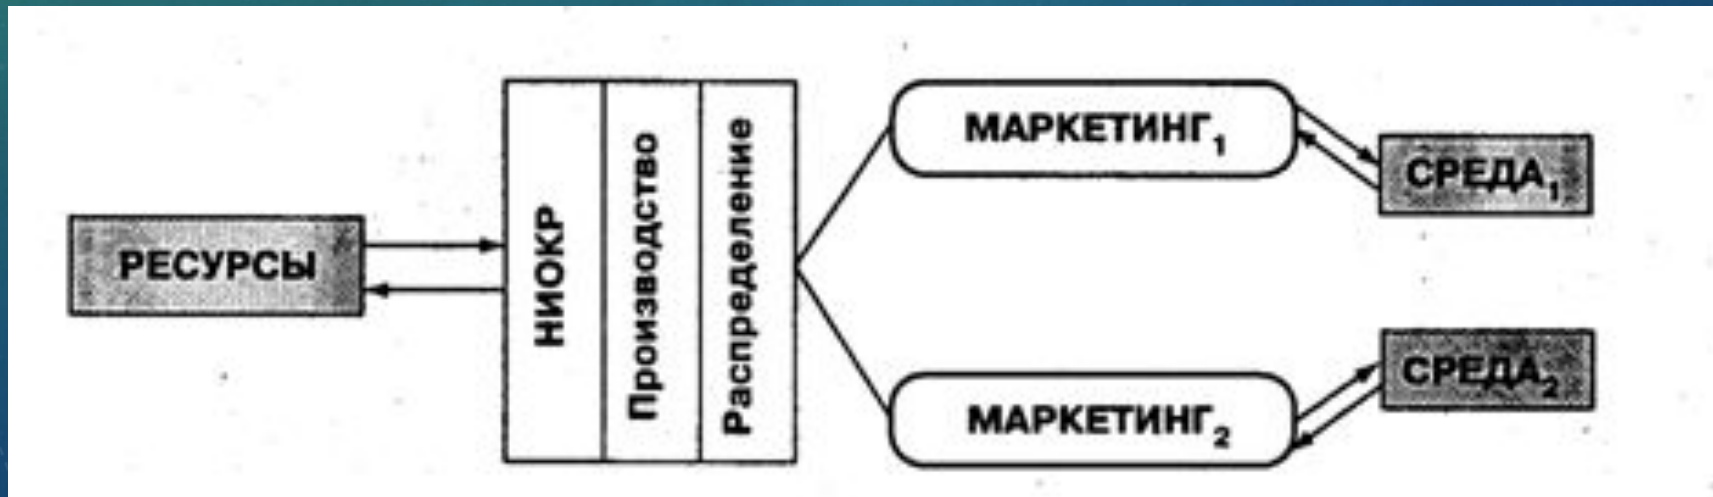 РЕСУРСЫ
НИОКР
Производство
Распределение
МАРКЕТИНГ₁
СРЕДА₁
МАРКЕТИНГ₂
СРЕДА₂